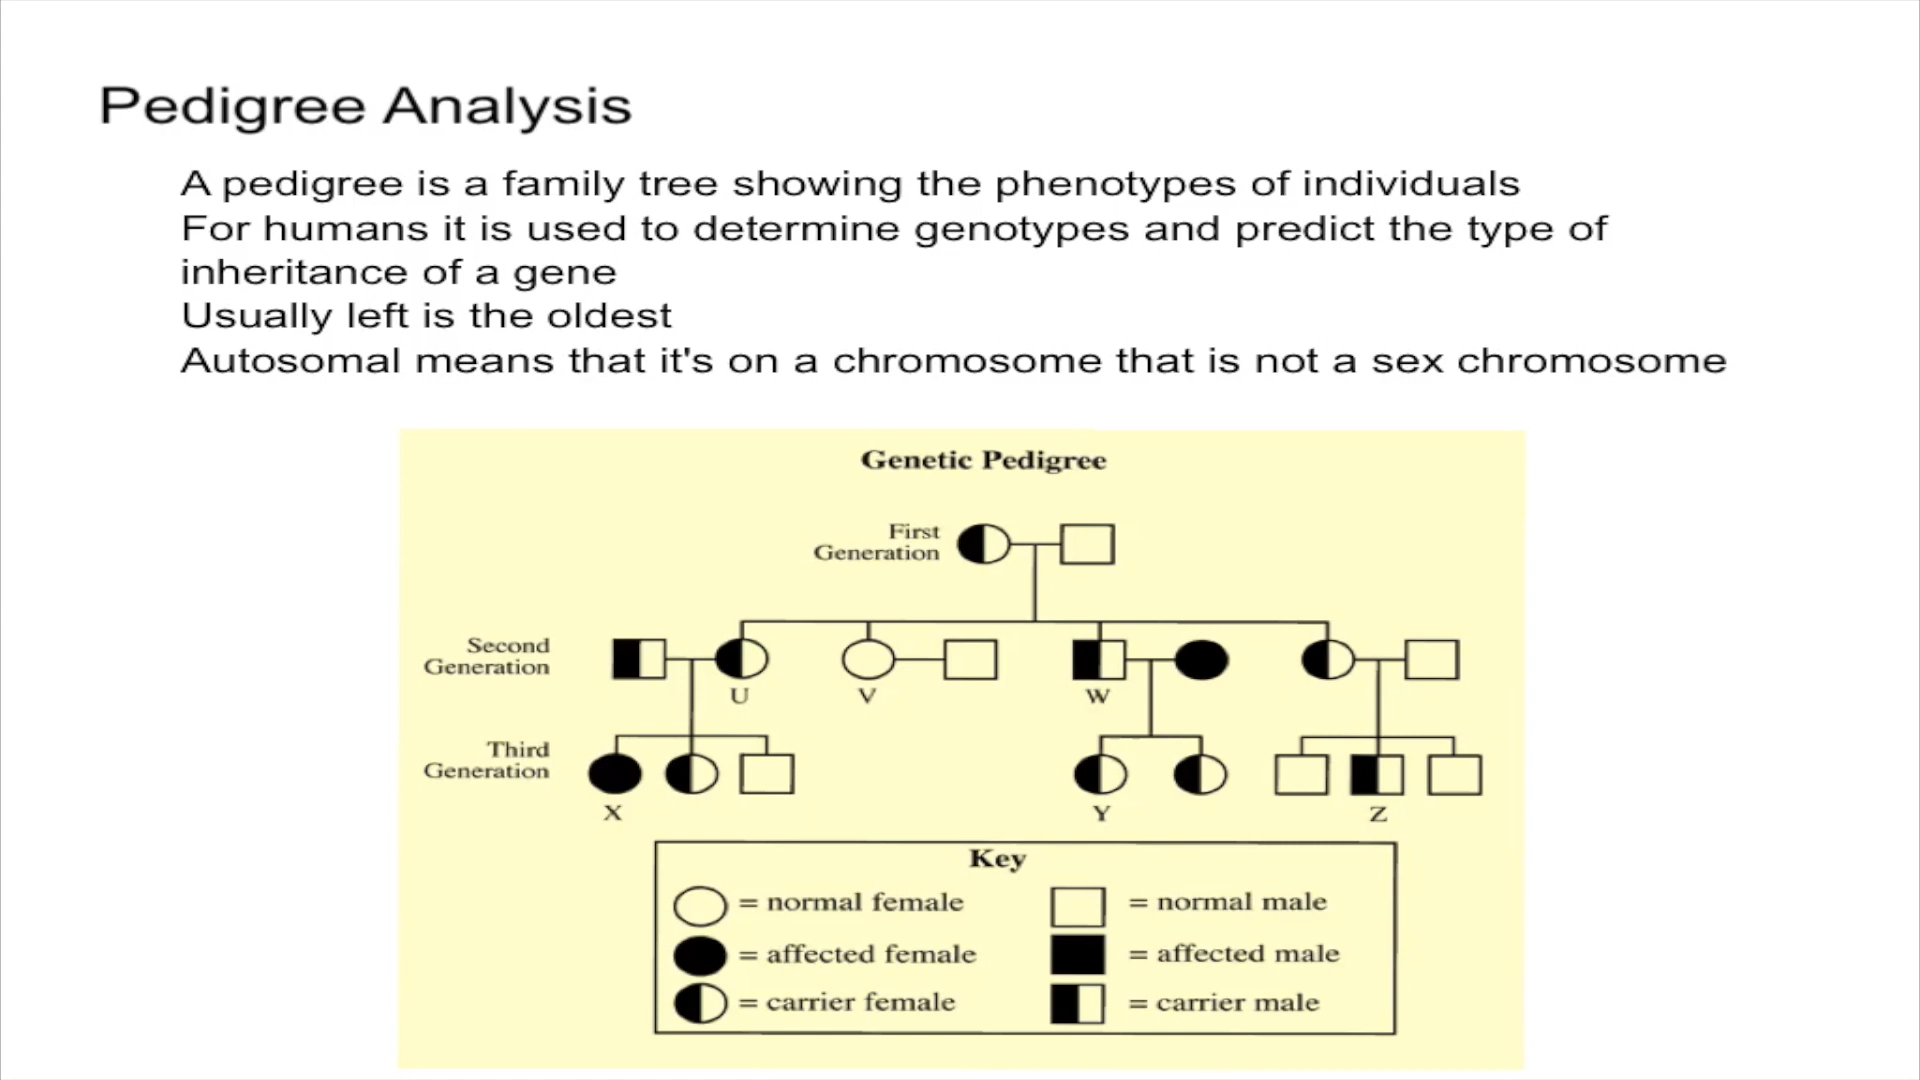 Pedigree Analysis
A pedigree is a family tree showing the phenotypes of individuals
For humans it is used to determine genotypes and predict the type of
inheritance of a gene
Usually left is the oldest
Autosomal means that it's on a chromosome that is not a sex chromosome
Genetic Pedigree
First
Generation
Second
Generation
U V W
Third
Generation
X Y Z
Key
= normal female = normal male
= affected female = affected male
= carrier female = carrier male